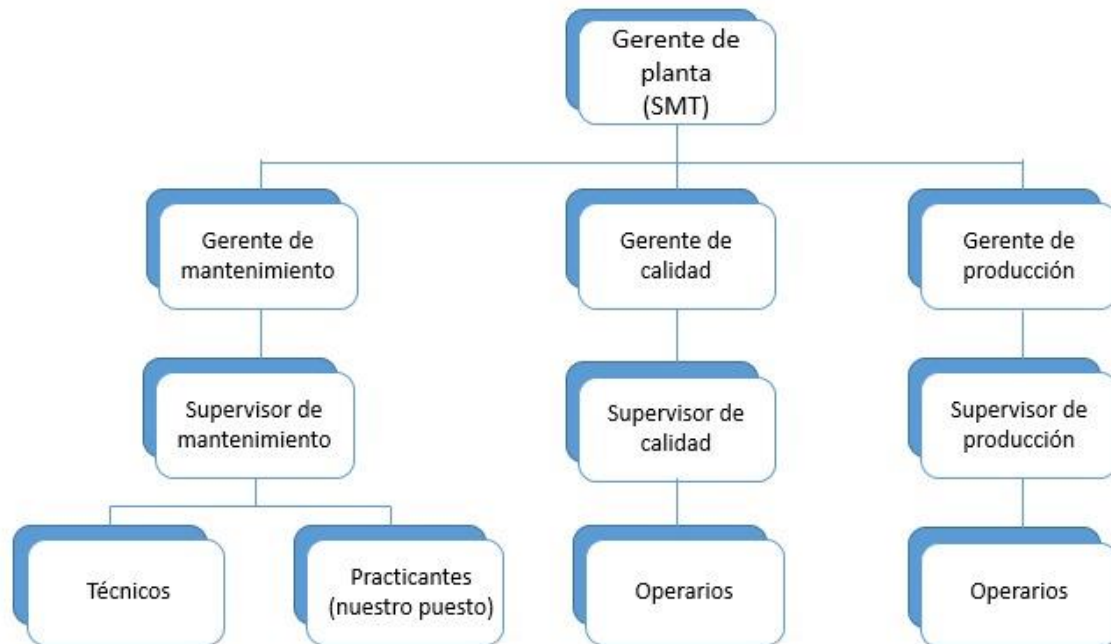 Gerente de
planta
(SMT)
Gerente de
mantenimiento
Gerente de
calidad
Gerente de
producción
Supervisor de
mantenimiento
Supervisor de
calidad
Supervisor de
producción
Técnicos
Practicantes
(nuestro puesto)
Operarios
Operarios